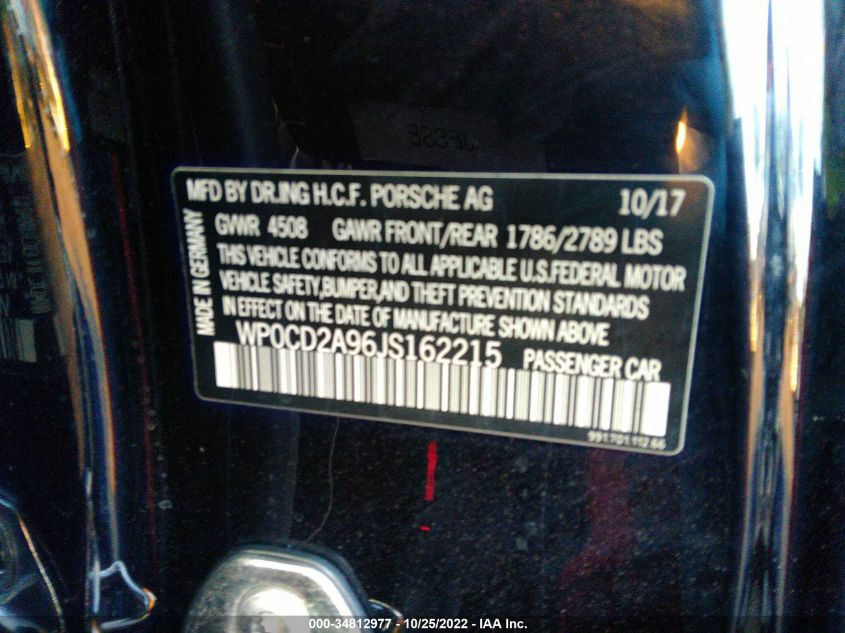 MFD BY DR.ING H.C.F. PORSCHE AG 10/17
GVWR 4508 GAWR FRONT/REAR 1786/2789 LBS
THIS VEHICLE CONFORMS TO ALL APPLICABLE U.S.FEDERAL MOTOR
VEHICLE SAFETY,BUMPER,AND THEFT PREVENTION STANDARDS
IN EFFECT ON THE DATE OF MANUFACTURE SHOWN ABOVE
WP0CD2A96JS162215 PASSENGER CAR
MADE IN GERMANY
991.701.112.66
JESSE
000-34812977 - 10/25/2022 - IAA Inc.